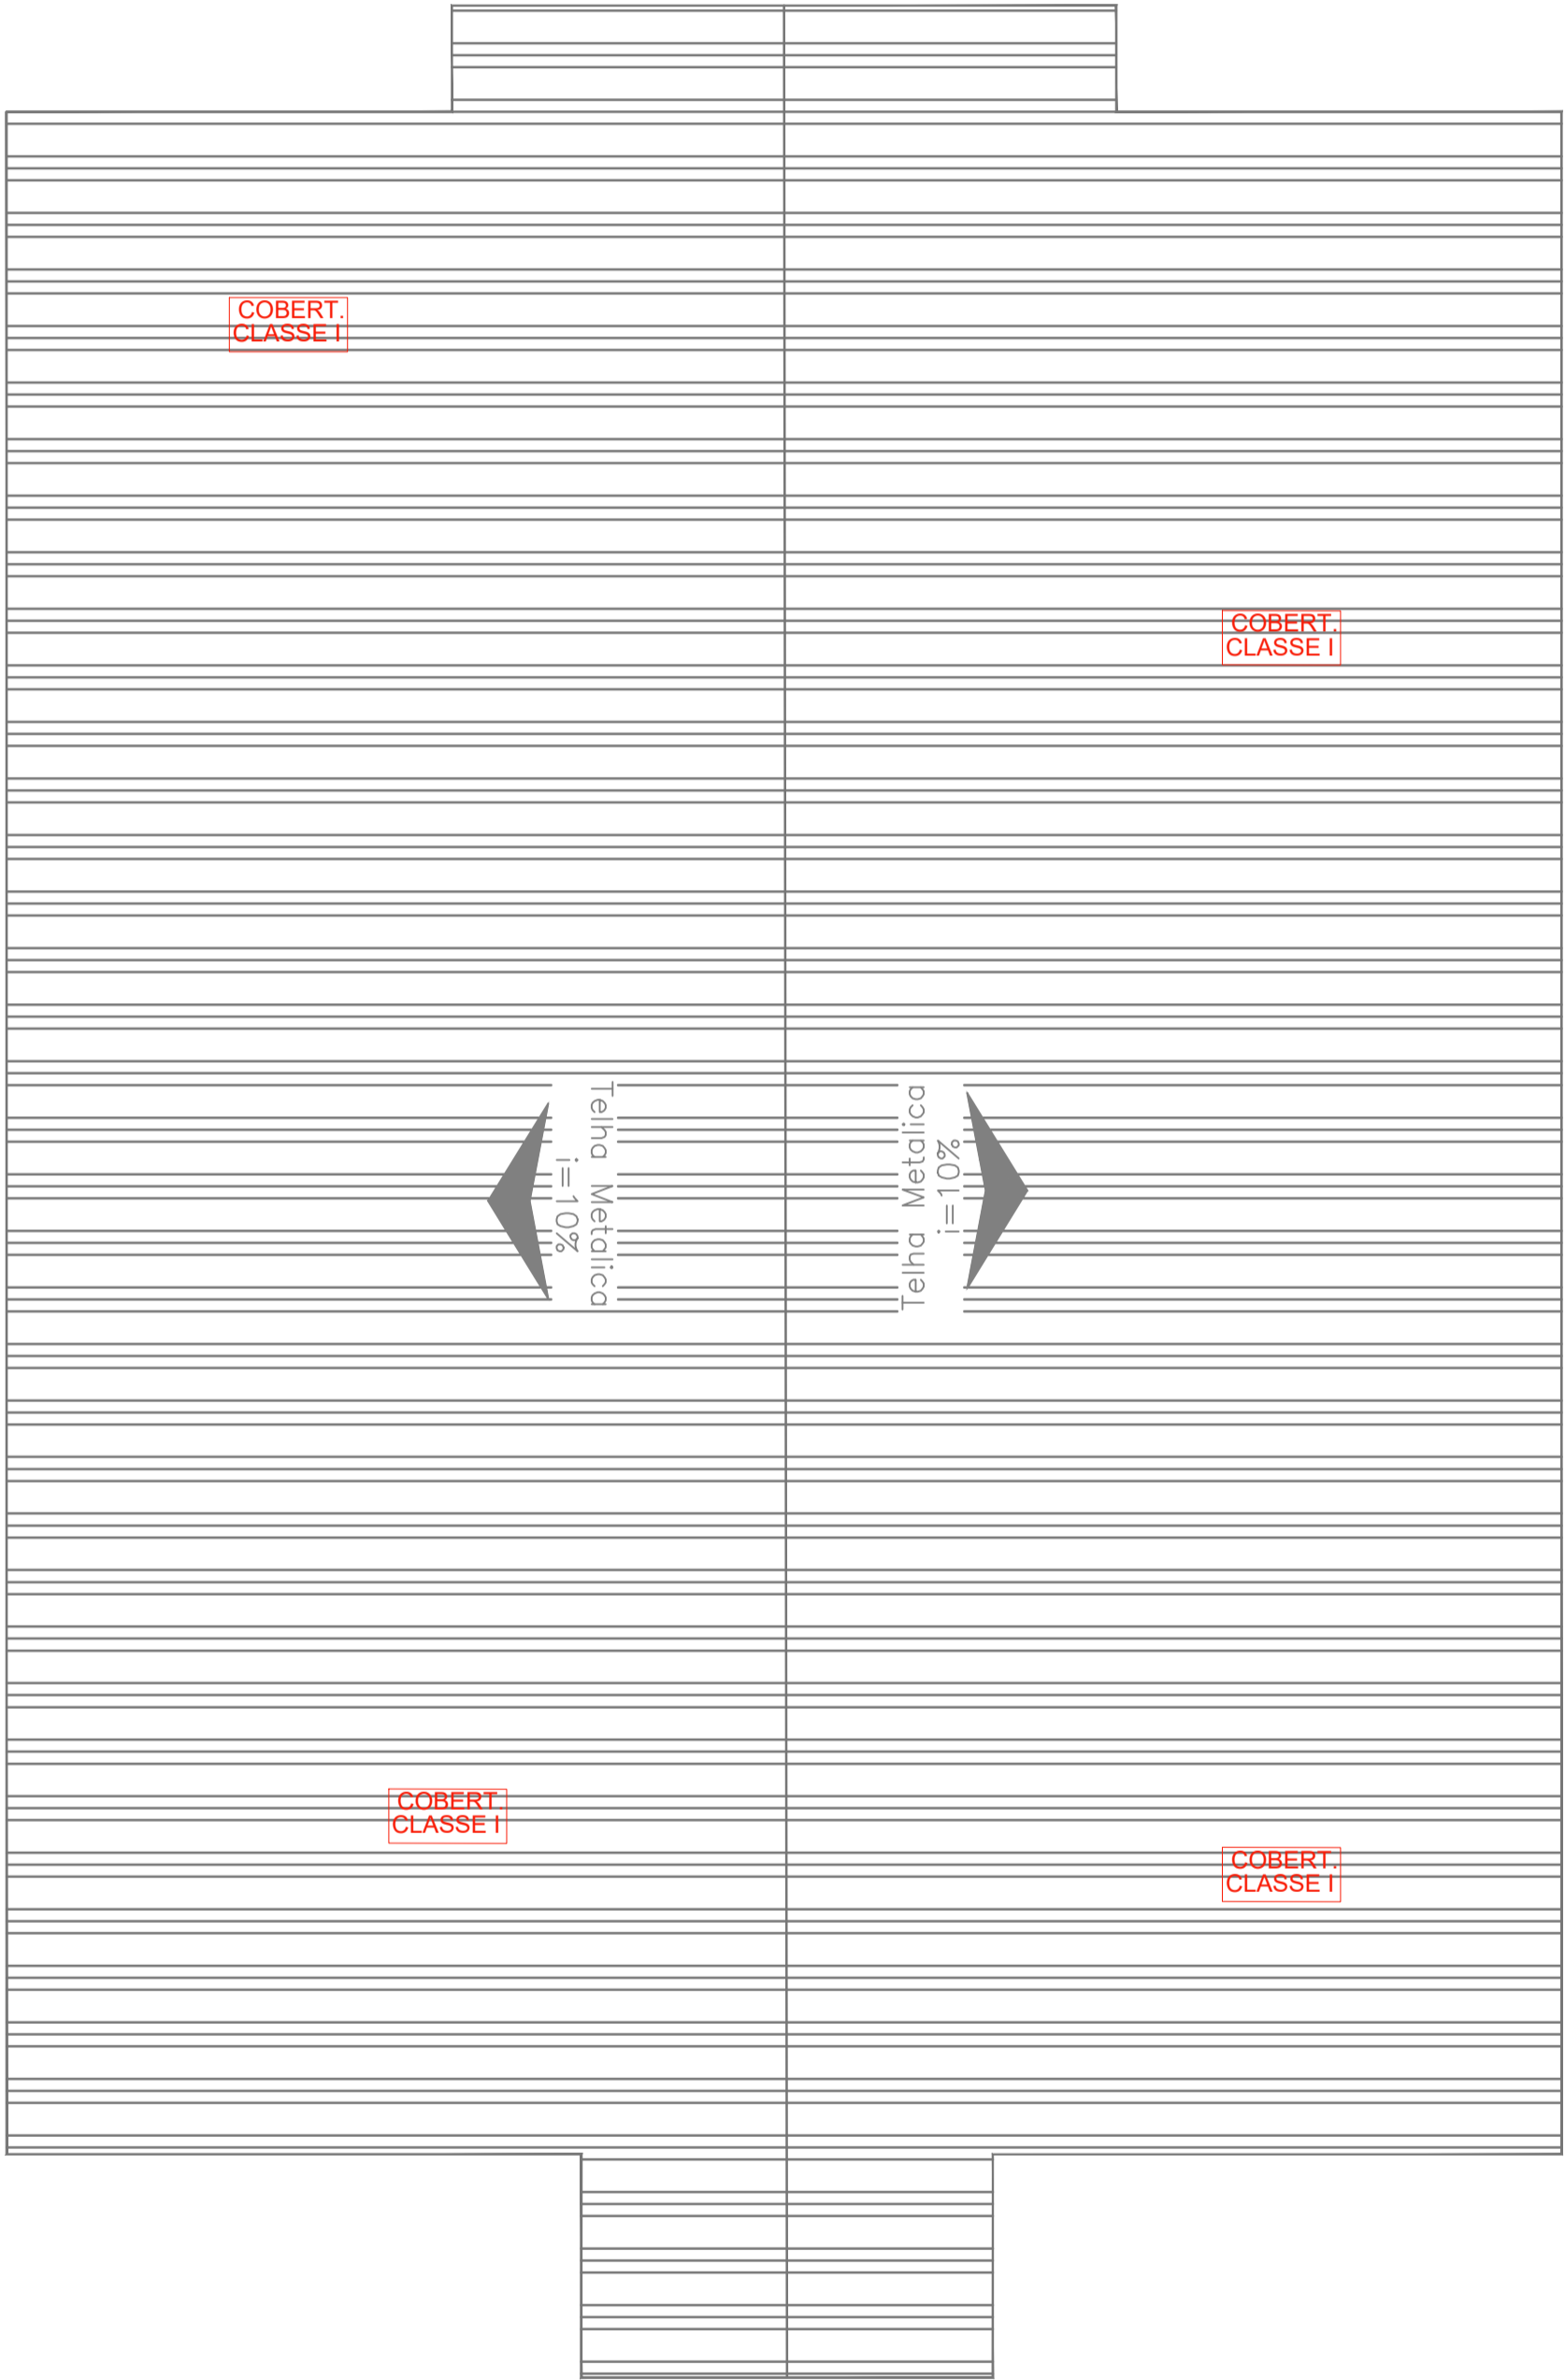 COBERT.
CLASSE I
COBERT.
CLASSE I
Telha Metalica
i=10%
Telha Metalica
i=10%
COBERT.
CLASSE I
COBERT.
CLASSE I